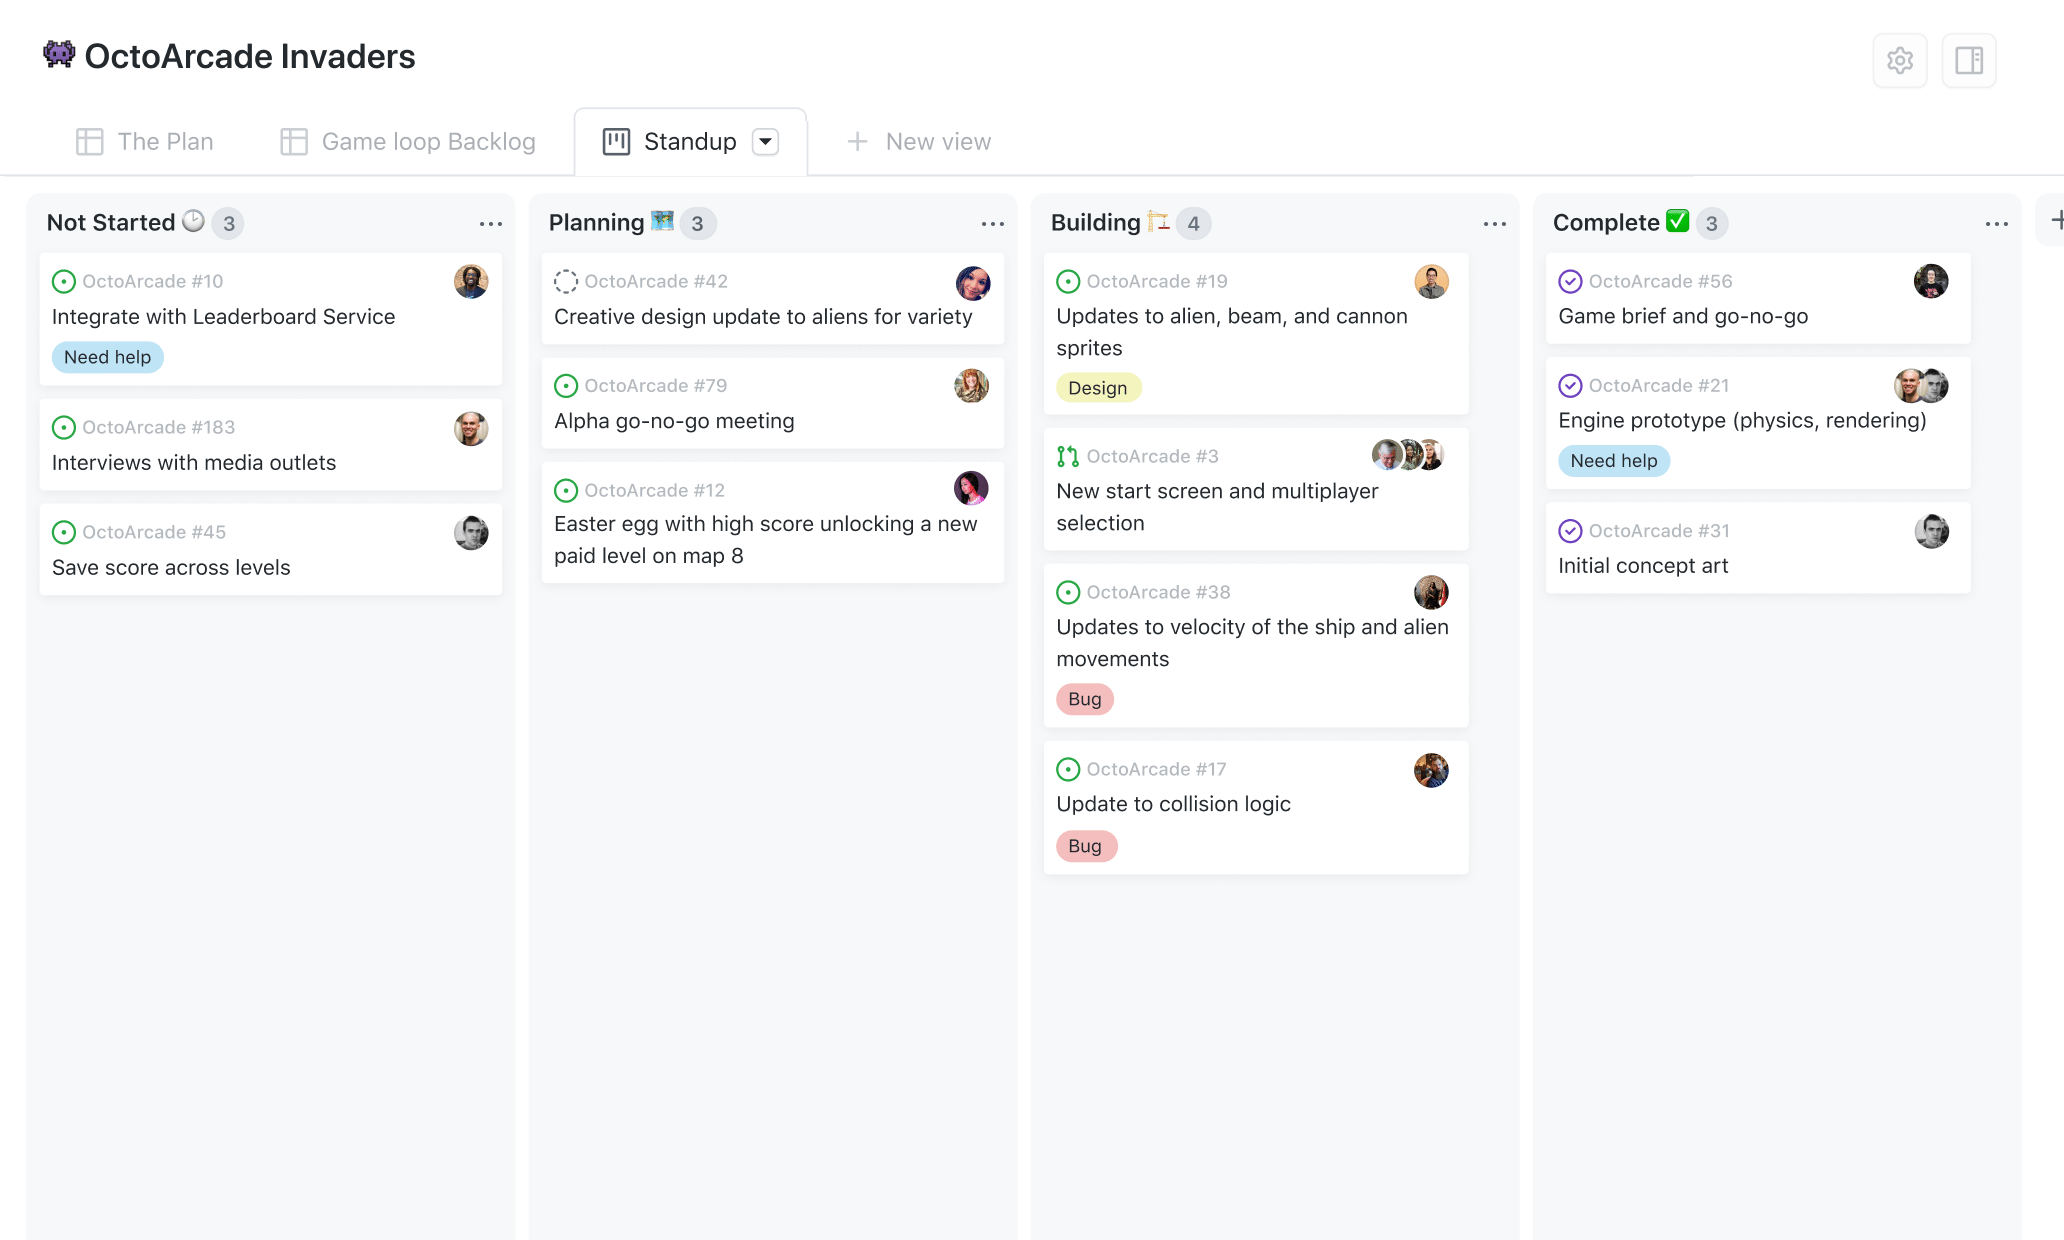 OctoArcade Invaders
The Plan
Game loop Backlog
Standup
New view
Not Started 3
OctoArcade #10
Integrate with Leaderboard Service
Need help
OctoArcade #183
Interviews with media outlets
OctoArcade #45
Save score across levels
Planning 3
OctoArcade #42
Creative design update to aliens for variety
OctoArcade #79
Alpha go-no-go meeting
OctoArcade #12
Easter egg with high score unlocking a new
paid level on map 8
Building 4
OctoArcade #19
Updates to alien, beam, and cannon
sprites
Design
OctoArcade #3
New start screen and multiplayer
selection
OctoArcade #38
Updates to velocity of the ship and alien
movements
Bug
OctoArcade #17
Update to collision logic
Bug
Complete 3
OctoArcade #56
Game brief and go-no-go
OctoArcade #21
Engine prototype (physics, rendering)
Need help
OctoArcade #31
Initial concept art